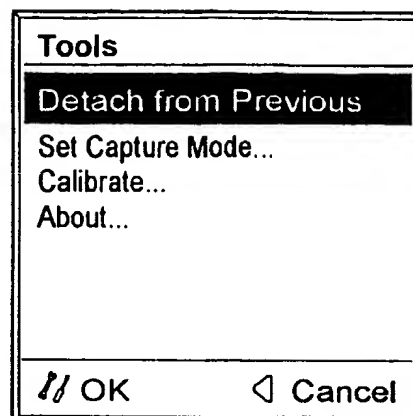 Tools
Detach from Previous
Set Capture Mode...
Calibrate...
About...
OK Cancel